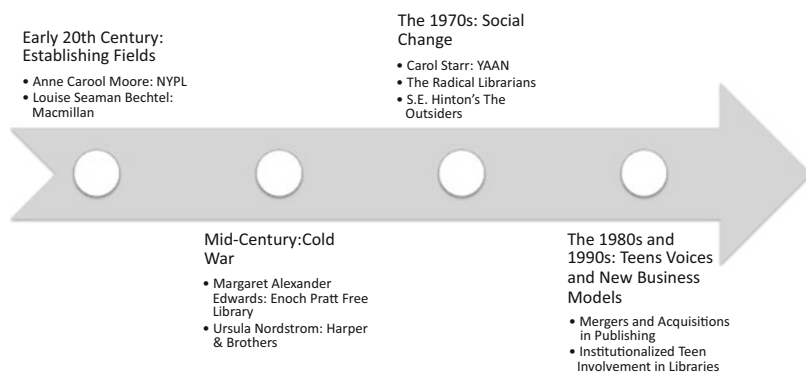 Early 20th Century:
Establishing Fields
• Anne Carool Moore: NYPL
• Louise Seaman Bechtel:
Macmillan
Mid-Century:Cold
War
• Margaret Alexander
Edwards: Enoch Pratt Free
Library
• Ursula Nordstrom: Harper
& Brothers
The 1970s: Social
Change
• Carol Starr: YAAN
• The Radical Librarians
• S.E. Hinton's The
Outsiders
The 1980s and
1990s: Teens Voices
and New Business
Models
• Mergers and Acquisitions
in Publishing
• Institutionalized Teen
Involvement in Libraries